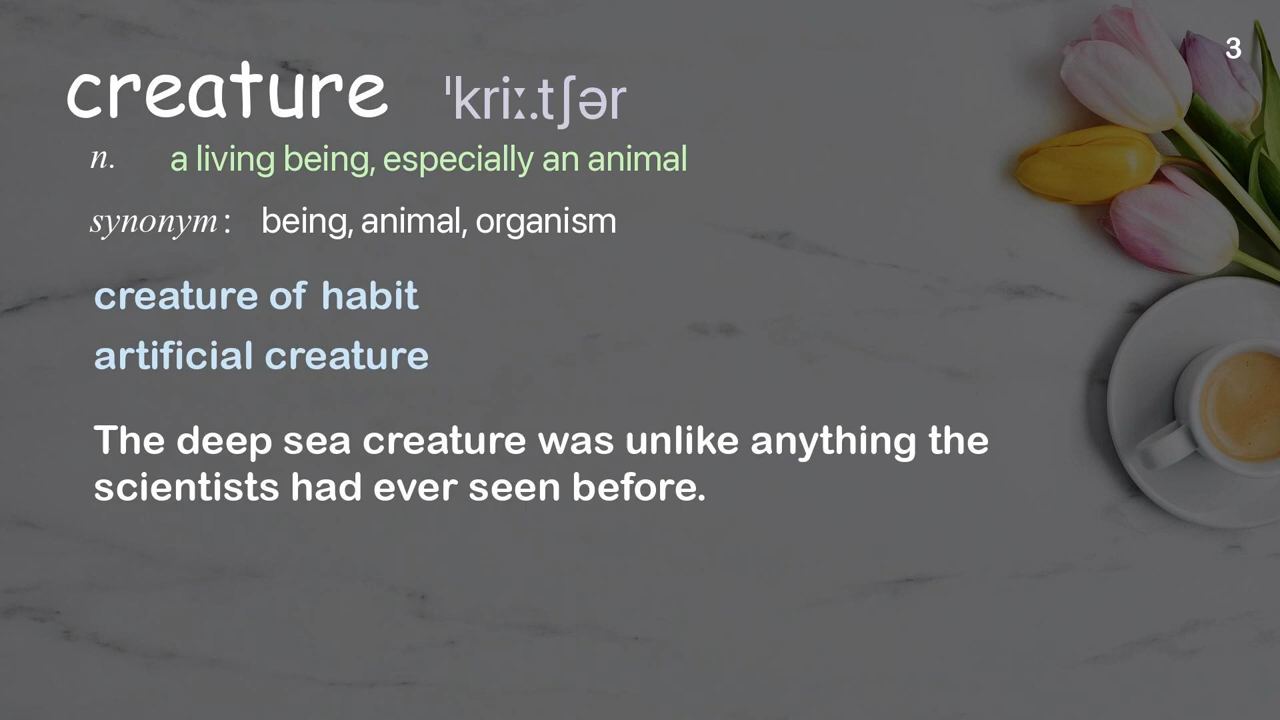 3
creature ˈkriː.tʃər
n. a living being, especially an animal
synonym: being, animal, organism
creature of habit
artificial creature
The deep sea creature was unlike anything the
scientists had ever seen before.